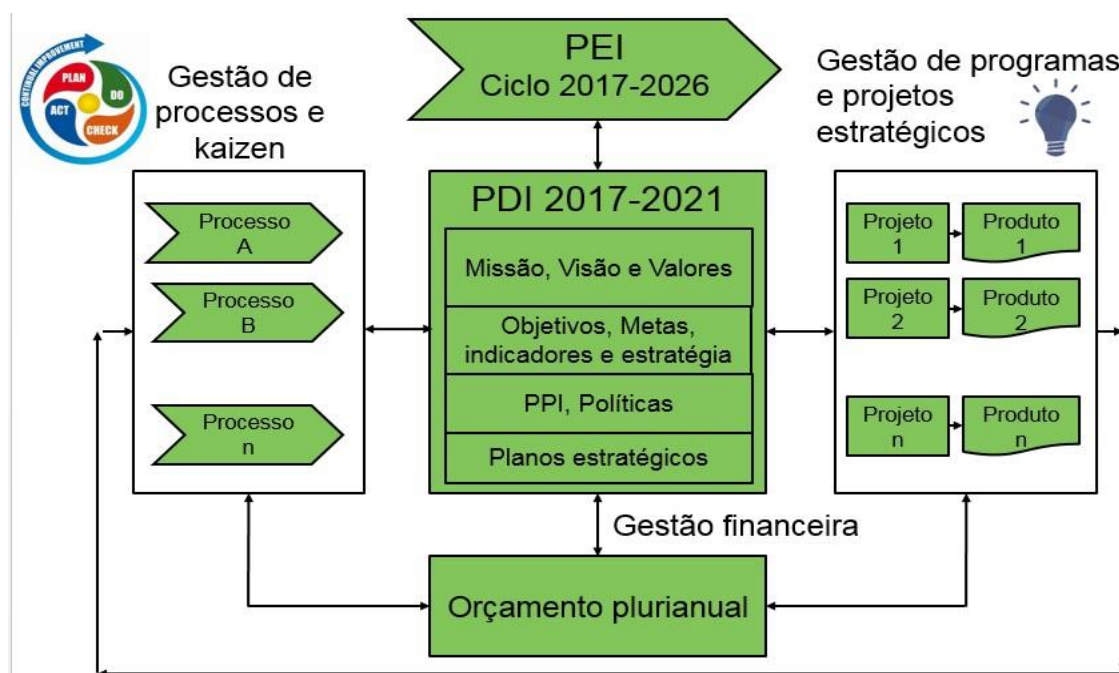 CONTINUAL IMPROVEMENT
PLAN
DO
CHECK
ACT
Gestão de
processos e
kaizen
PEI
Ciclo 2017-2026
Gestão de programas
e projetos
estratégicos
Processo
A
Processo
B
Processo
n
PDI 2017-2021
Missão, Visão e Valores
Objetivos, Metas,
indicadores e estratégia
PPI, Políticas
Planos estratégicos
Projeto
1
Produto
1
Projeto
2
Produto
2
Projeto
n
Produto
n
Gestão financeira
Orçamento plurianual